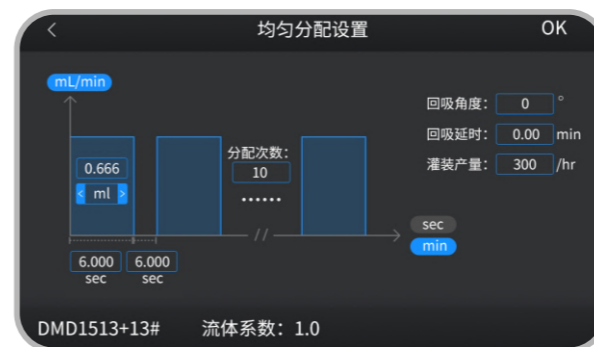 < 均匀分配设置 OK
mL/min
回吸角度： 0 °
回吸延时： 0.00 min
灌装产量： 300 /hr
分配次数：
10
0.666
< ml >
......
//
sec
min
6.000 6.000
sec sec
DMD1513+13# 流体系数：1.0